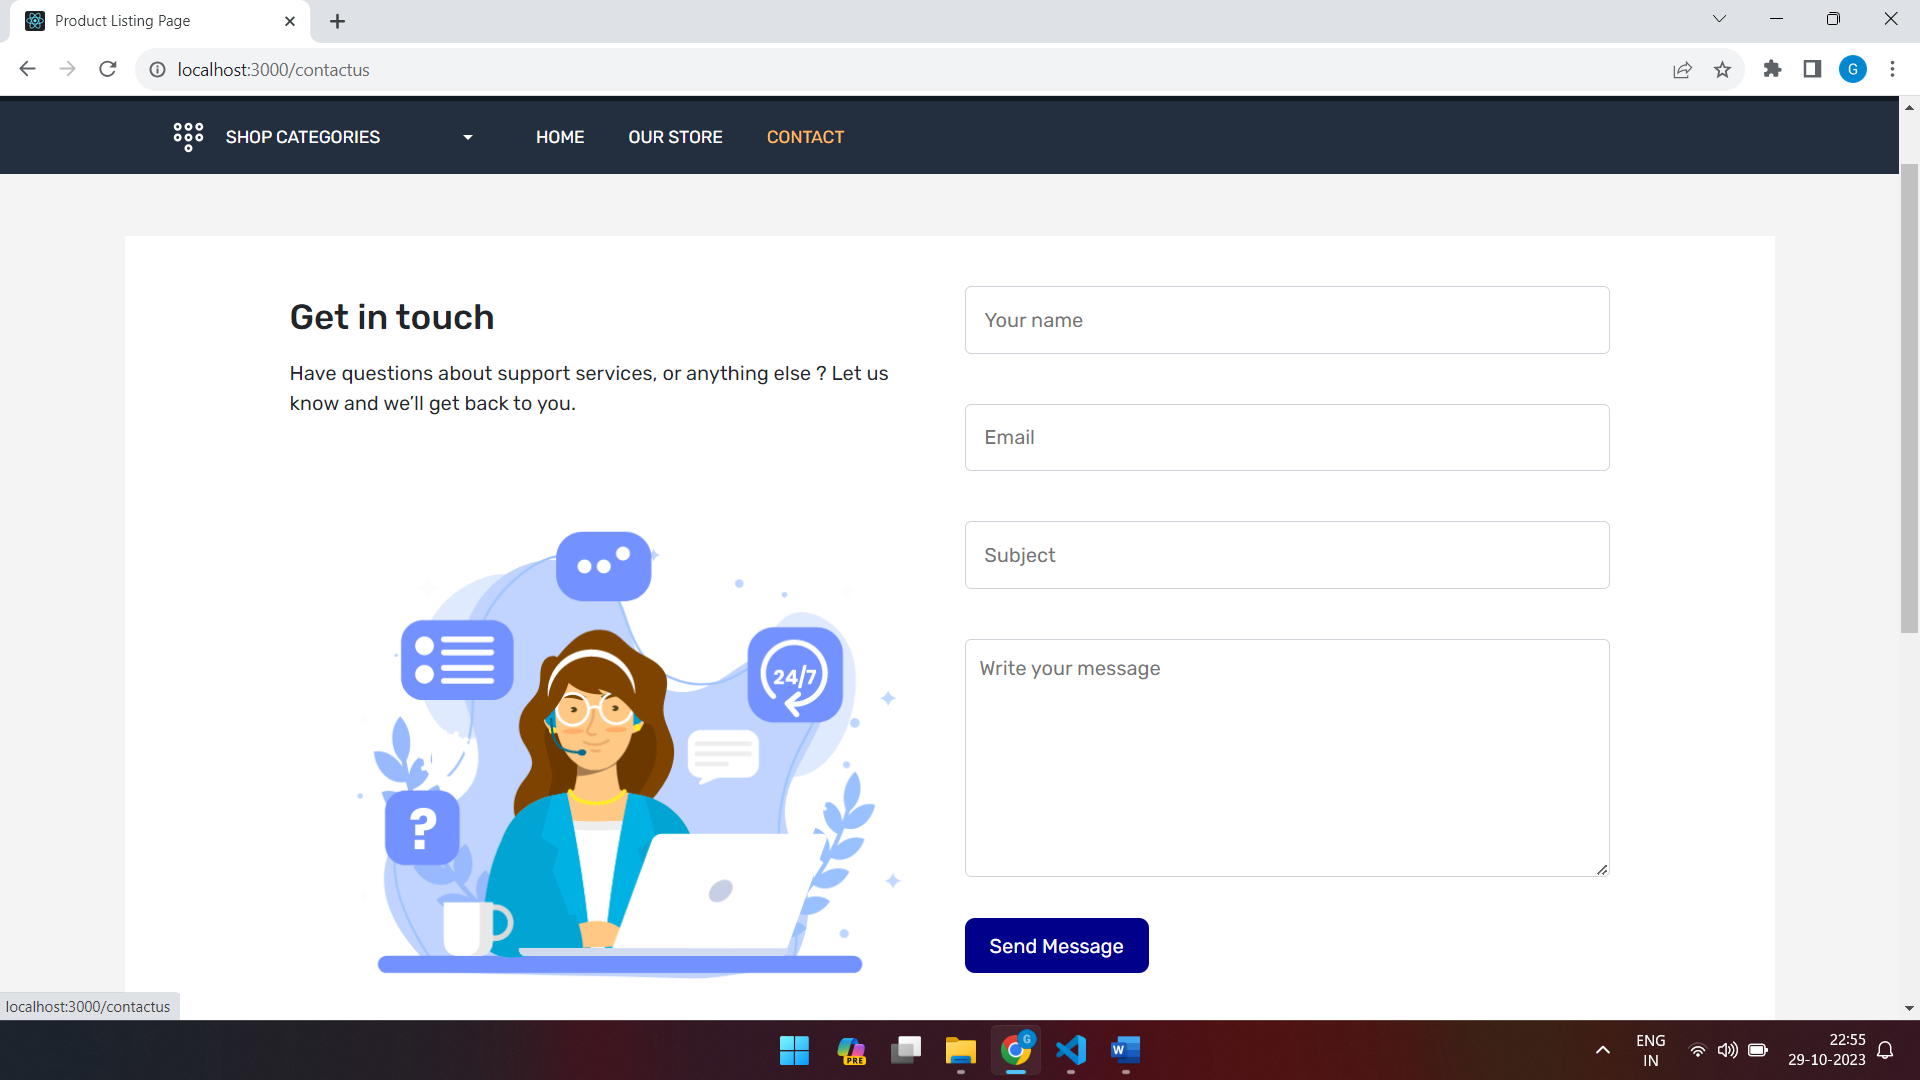 Product Listing Page
localhost:3000/contactus
G
SHOP CATEGORIES
HOME
OUR STORE
CONTACT
Get in touch
Have questions about support services, or anything else ? Let us
know and we’ll get back to you.
24/7
?
Your name
Email
Subject
Write your message
Send Message
localhost:3000/contactus
PRE
G
W
ENG
IN
22:55
29-10-2023